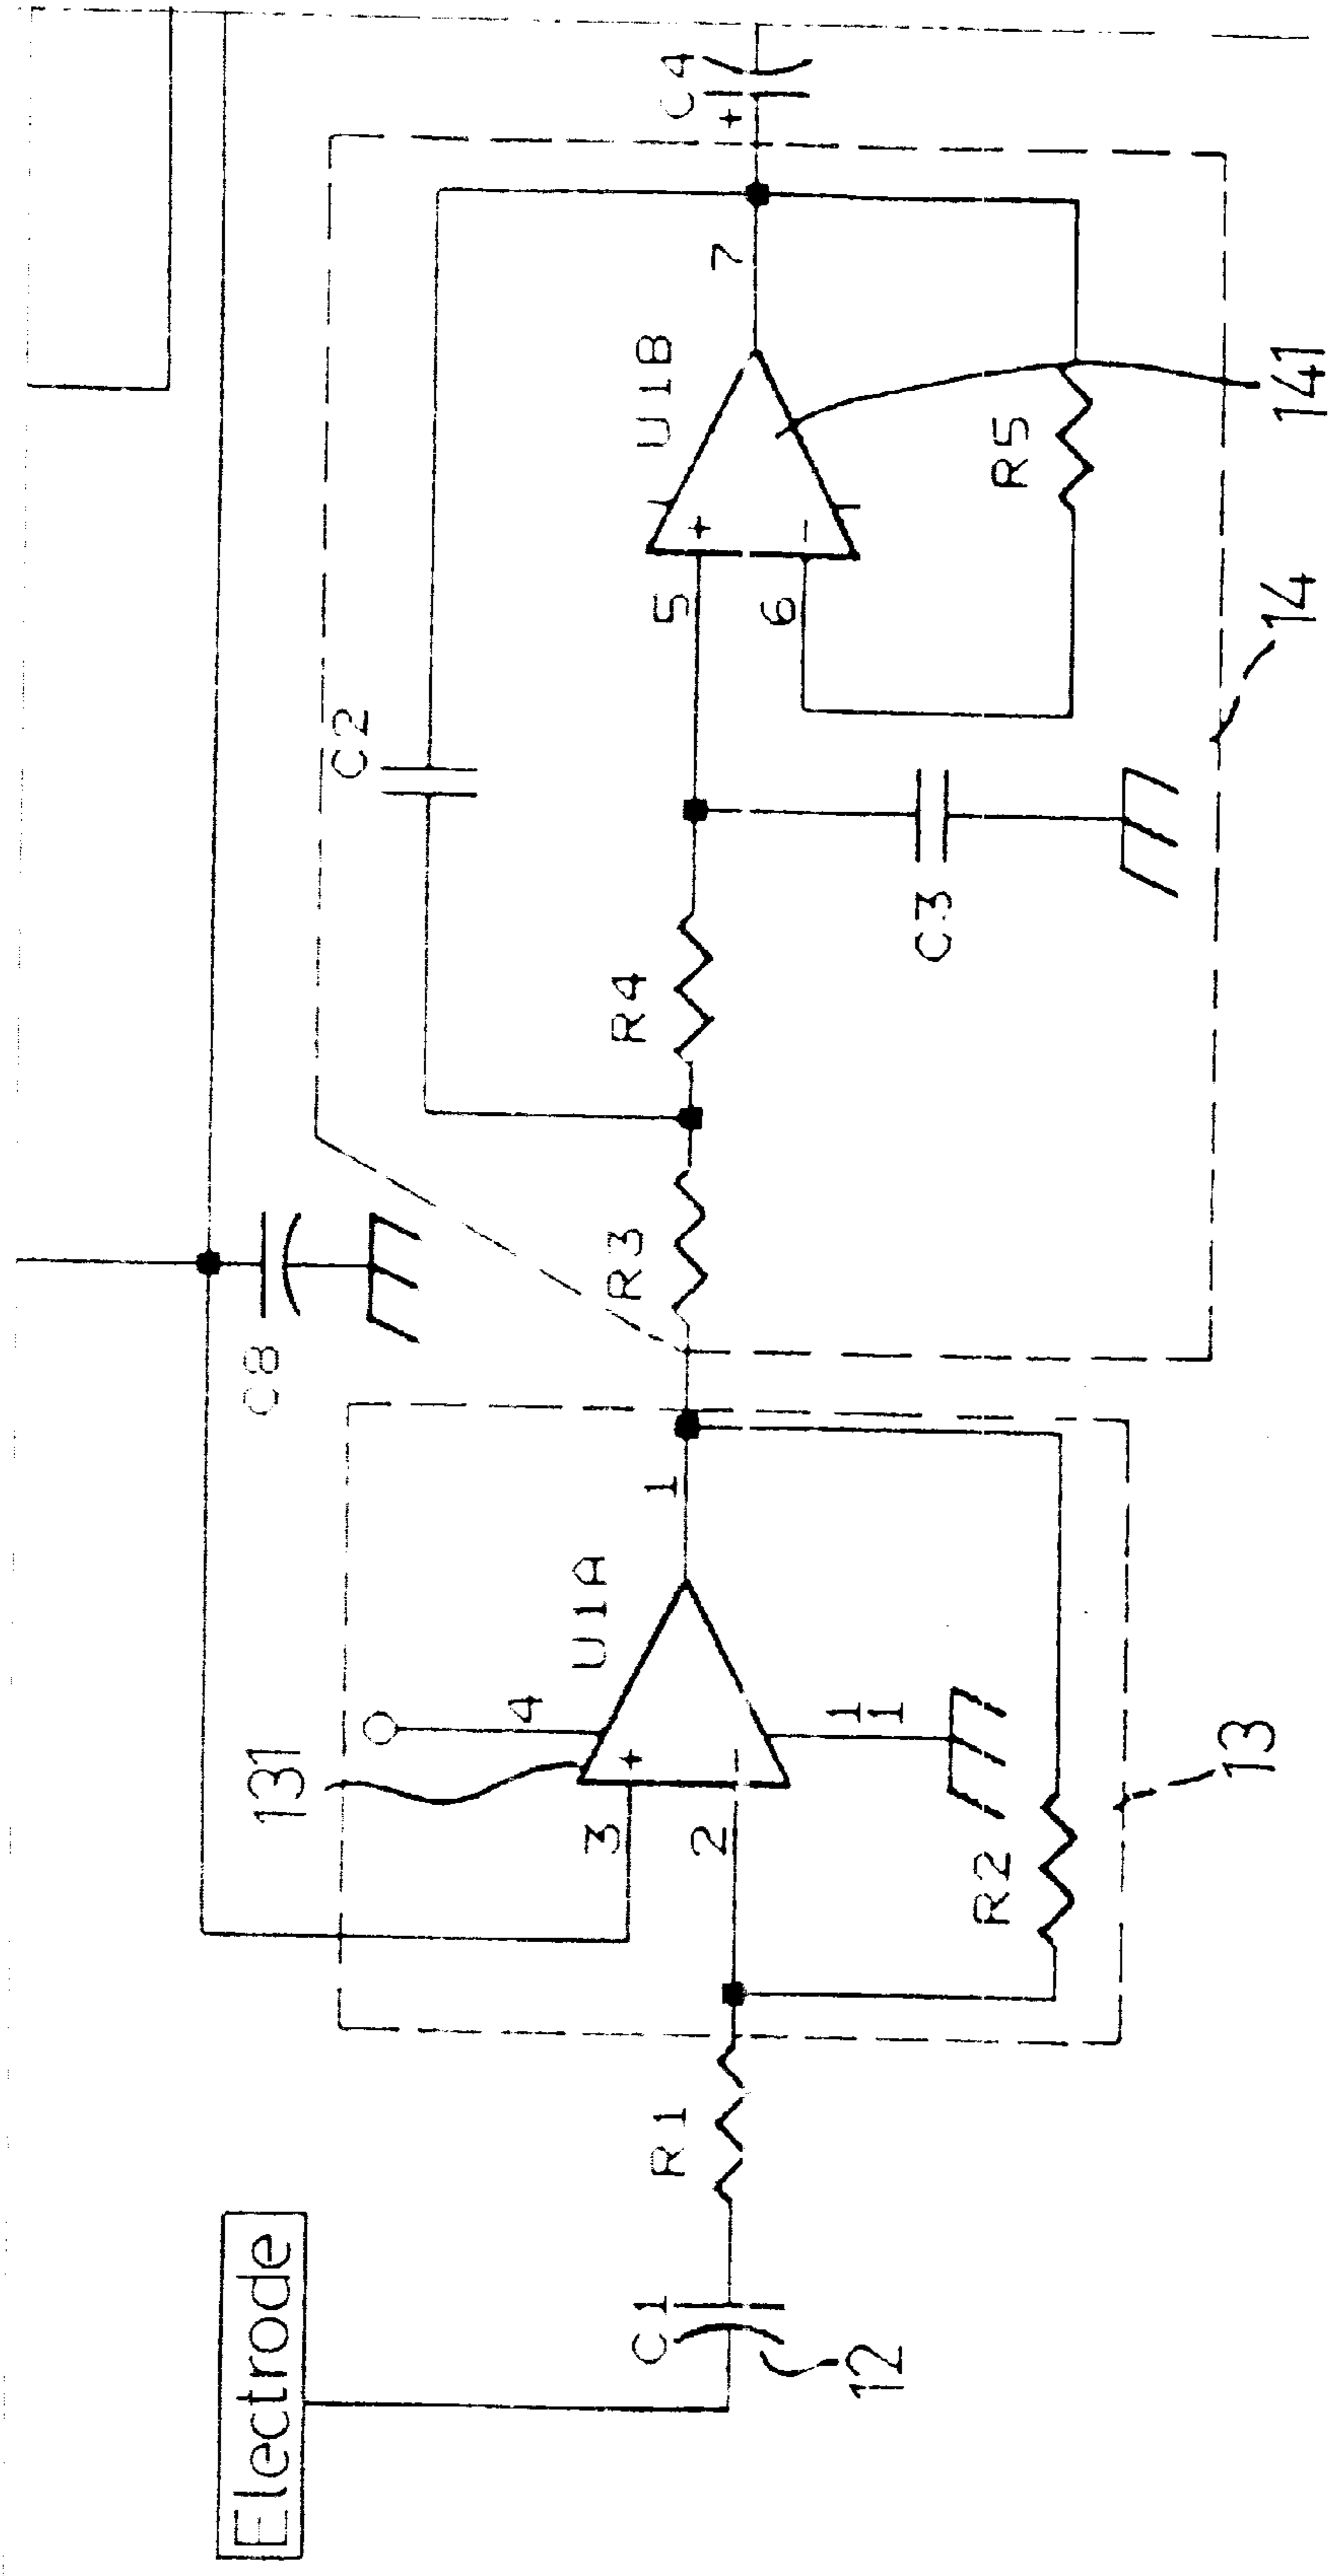 Electrode
C1
12
R1
131
3
2
4
U1A
11
1
R2
13
C8
R3
R4
C2
C3
14
5
6
+
-
U1B
7
R5
141
+
C4
+
-